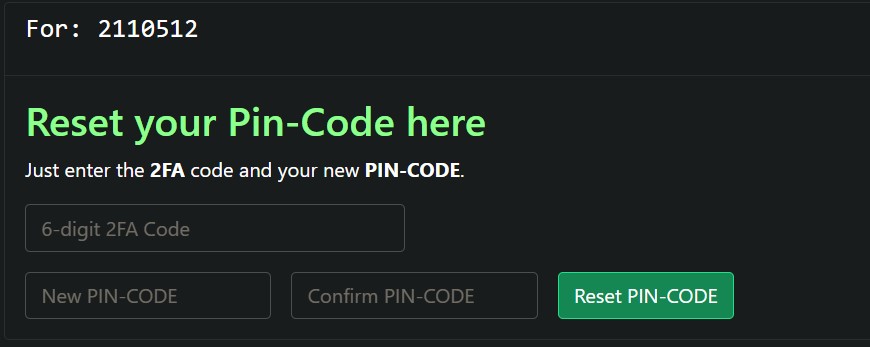 For: 2110512
Reset your Pin-Code here
Just enter the 2FA code and your new PIN-CODE.
6-digit 2FA Code
New PIN-CODE Confirm PIN-CODE Reset PIN-CODE